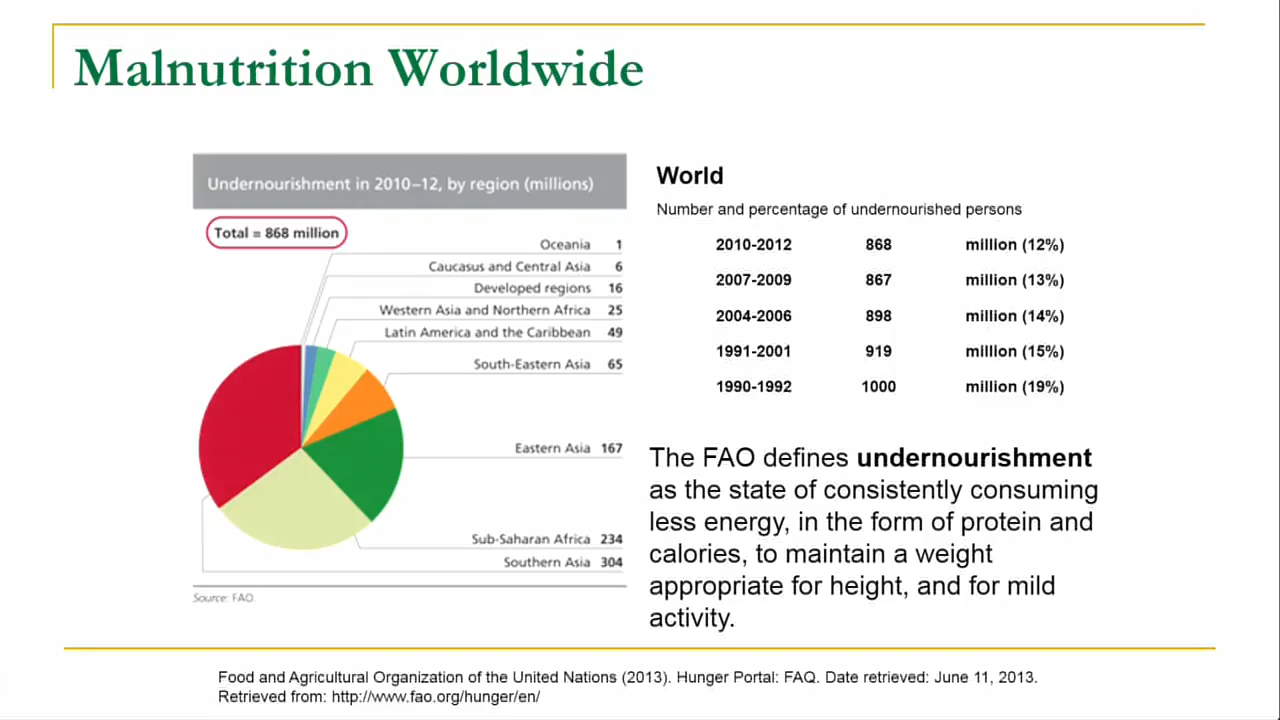 Malnutrition Worldwide
Undernourishment in 2010–12, by region (millions)
Total = 868 million
Oceania 1
Caucasus and Central Asia 6
Developed regions 16
Western Asia and Northern Africa 25
Latin America and the Caribbean 49
South-Eastern Asia 65
Eastern Asia 167
Sub-Saharan Africa 234
Southern Asia 304
Source: FAO.
World
Number and percentage of undernourished persons
2010-2012 868 million (12%)
2007-2009 867 million (13%)
2004-2006 898 million (14%)
1991-2001 919 million (15%)
1990-1992 1000 million (19%)
The FAO defines undernourishment
as the state of consistently consuming
less energy, in the form of protein and
calories, to maintain a weight
appropriate for height, and for mild
activity.
Food and Agricultural Organization of the United Nations (2013). Hunger Portal: FAQ. Date retrieved: June 11, 2013.
Retrieved from: http://www.fao.org/hunger/en/